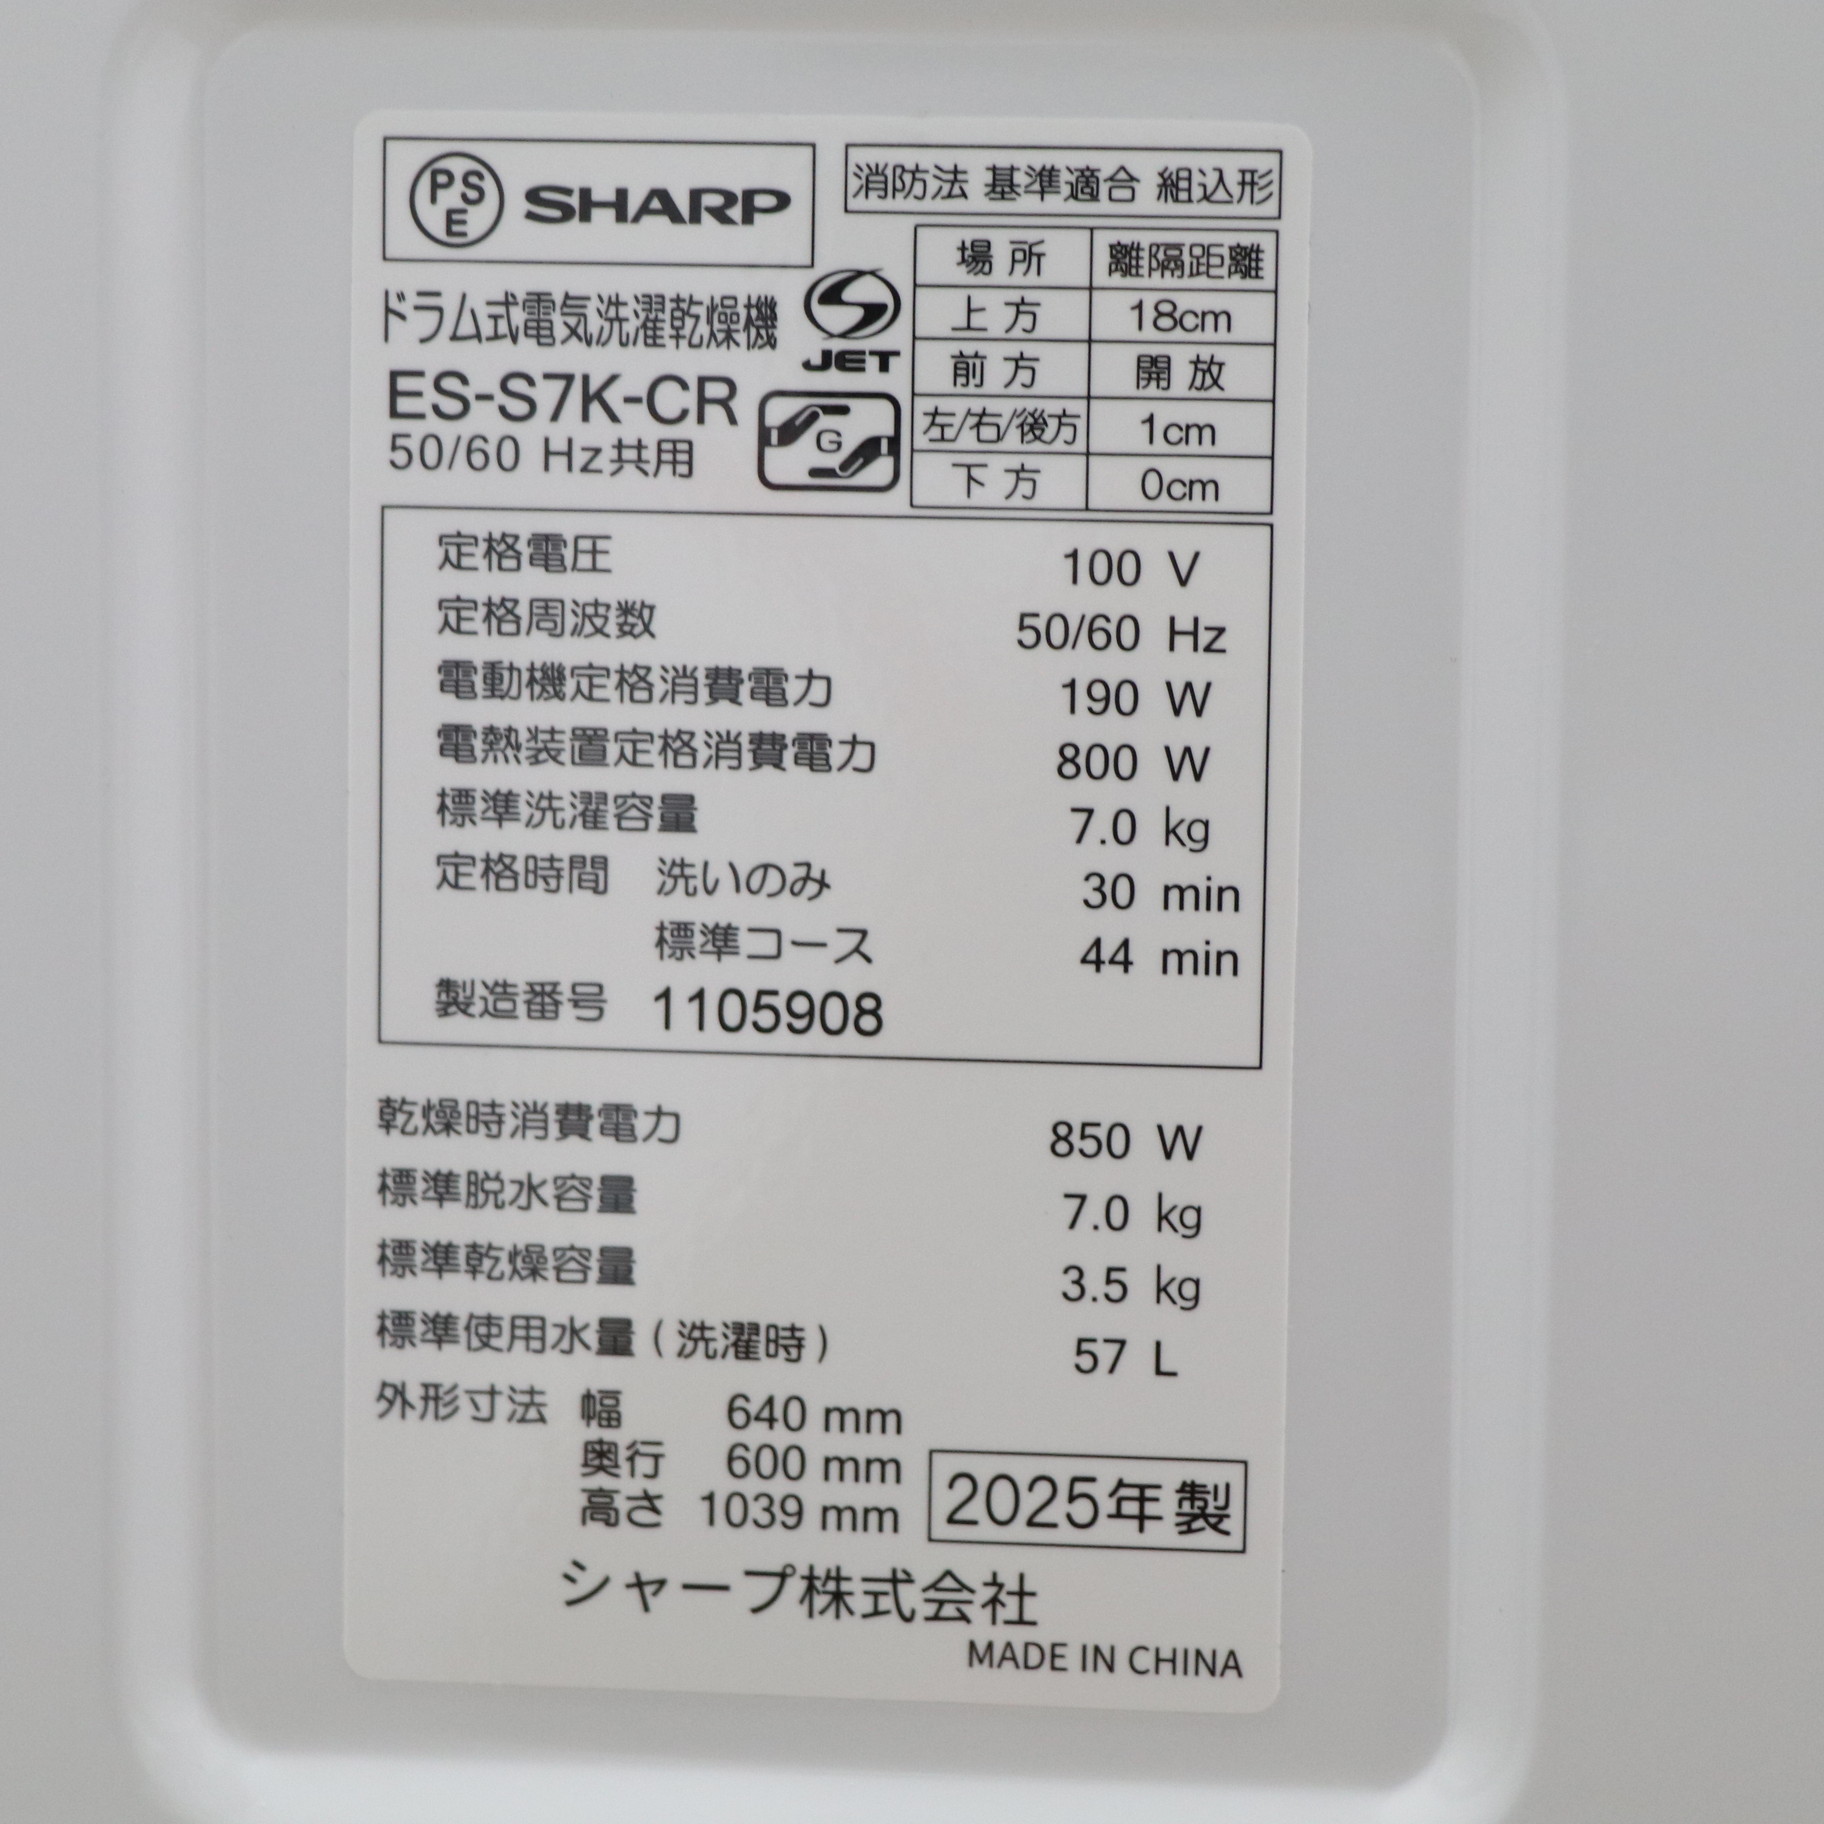 PSE SHARP
消防法 基準適合 組込形
場所 離隔距離
上方 18cm
前方 開放
左/右/後方 1cm
下方 0cm
ドラム式電気洗濯乾燥機
JET
ES-S7K-CR
G
50/60 Hz共用
定格電圧 100 V
定格周波数 50/60 Hz
電動機定格消費電力 190 W
電熱装置定格消費電力 800 W
標準洗濯容量 7.0 kg
定格時間 洗いのみ 30 min
標準コース 44 min
製造番号 1105908
乾燥時消費電力 850 W
標準脱水容量 7.0 kg
標準乾燥容量 3.5 kg
標準使用水量(洗濯時) 57 L
外形寸法 幅 640 mm
奥行 600 mm
高さ 1039 mm
2025年製
シャープ株式会社
MADE IN CHINA